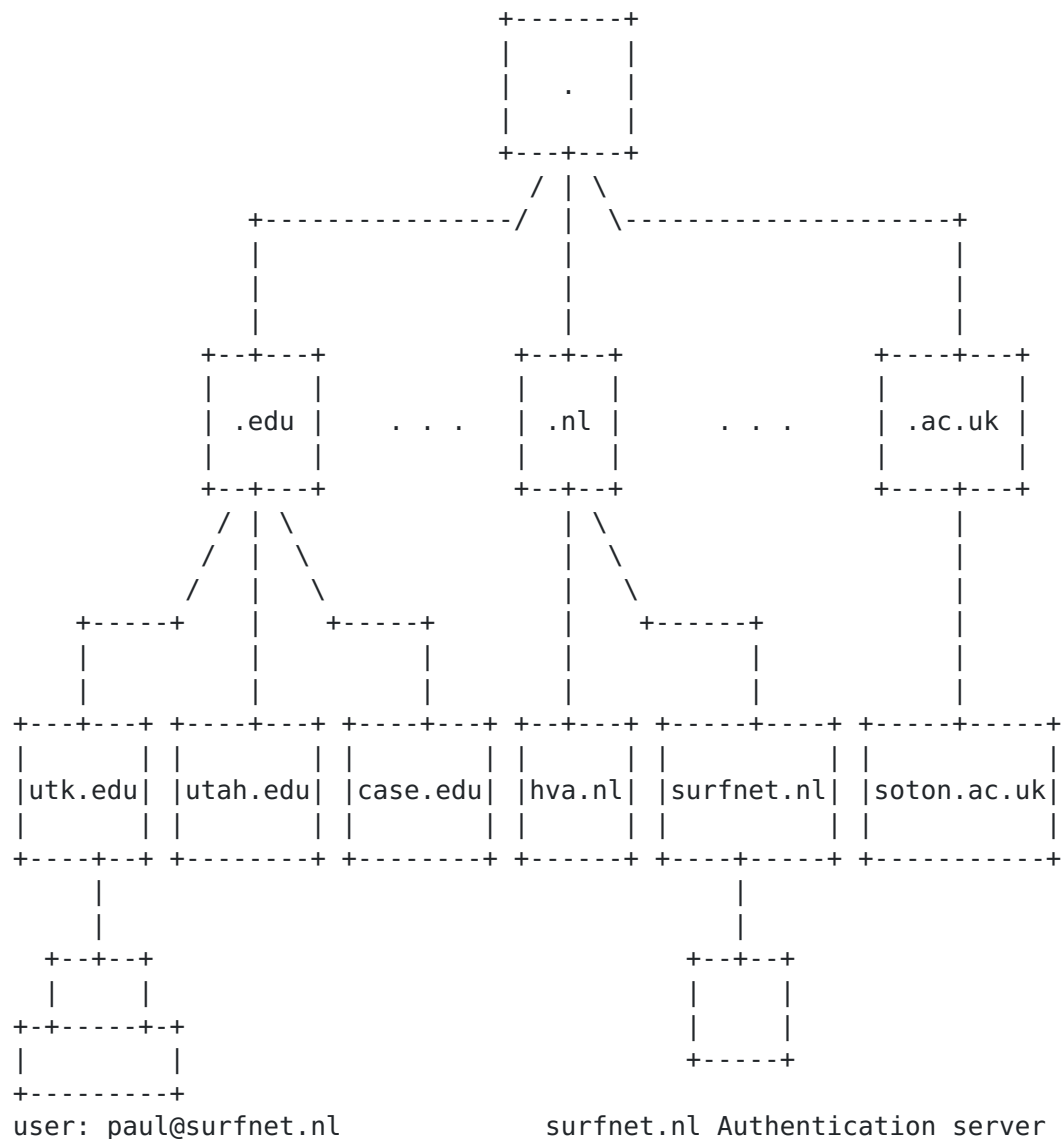 .
.edu . . . .nl . . . .ac.uk
utk.edu utah.edu case.edu hva.nl surfnet.nl soton.ac.uk
user: paul@surfnet.nl surfnet.nl Authentication server